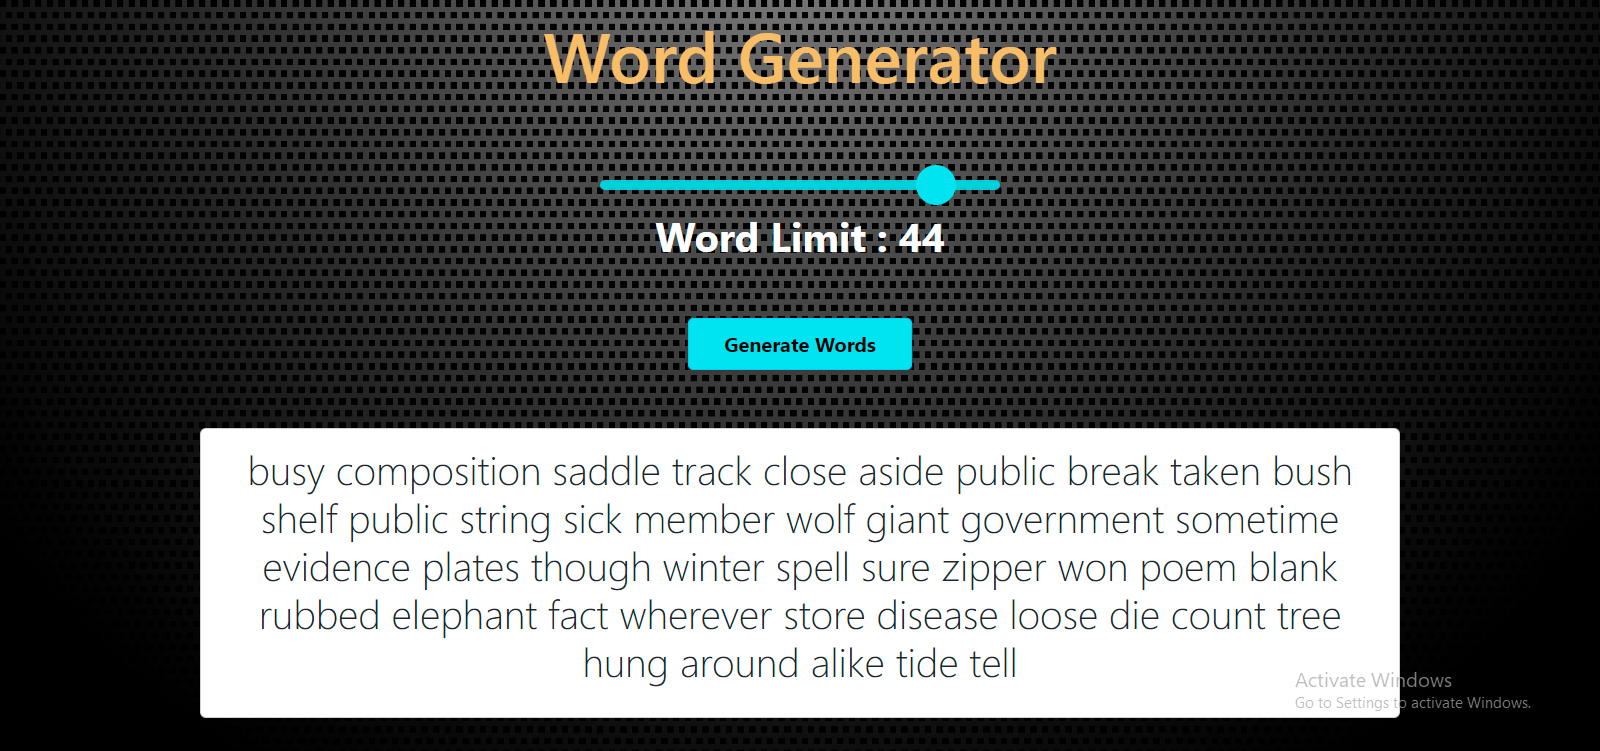 Word Generator
Word Limit : 44
Generate Words
busy composition saddle track close aside public break taken bush
shelf public string sick member wolf giant government sometime
evidence plates though winter spell sure zipper won poem blank
rubbed elephant fact wherever store disease loose die count tree
hung around alike tide tell
Activate Windows
Go to Settings to activate Windows.